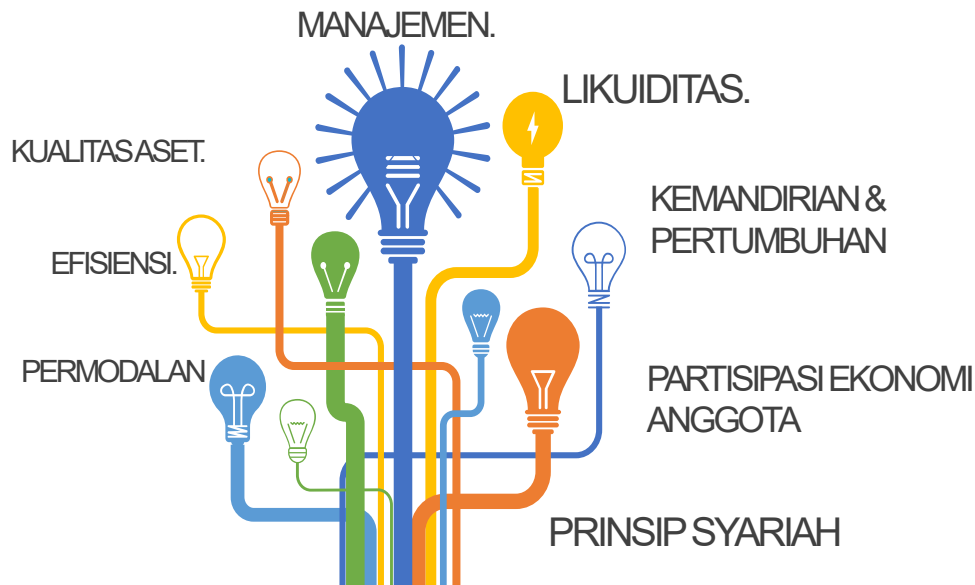 MANAJEMEN.
LIKUIDITAS.
KUALITAS ASET.
KEMANDIRIAN &
PERTUMBUHAN
EFISIENSI.
PERMODALAN
PARTISIPASI EKONOMI
ANGGOTA
PRINSIP SYARIAH